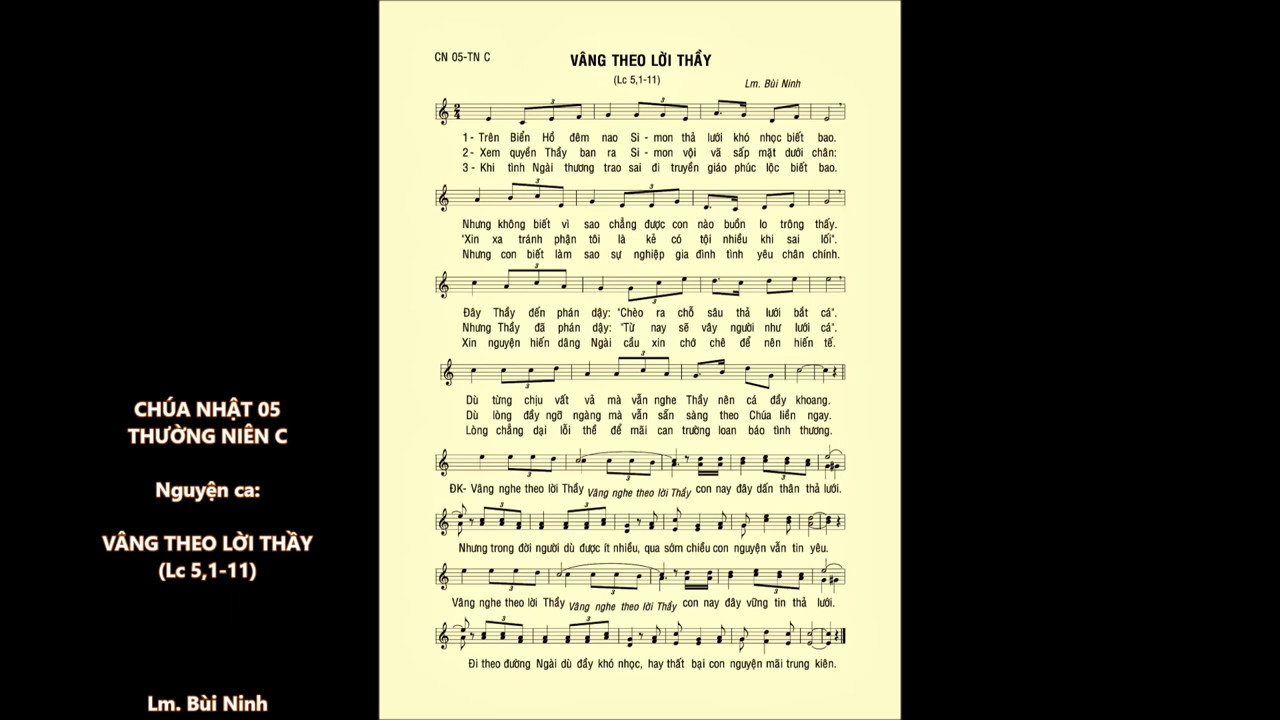 CN 05-TN C
VÂNG THEO LỜI THẦY
(Lc 5,1-11)
Lm. Bùi Ninh
1- Trên Biển Hồ đêm nao Si - mon thả lưới khó nhọc biết bao.
2- Xem quyền Thầy ban ra Si - mon vội vã sấp mặt dưới chân:
3 - Khi tình Ngài thương trao sai đi truyền giáo phúc lộc biết bao.
Nhưng không biết vì sao chẳng được con nào buồn lo trông thấy.
"Xin xa tránh phận tôi là kẻ có tội nhiều khi sai lối".
Nhưng con biết làm sao sự nghiệp gia đình tình yêu chân chính.
Đây Thầy đến phán dậy: "Chèo ra chỗ sâu thả lưới bắt cá".
Nhưng Thầy đã phán dậy: "Từ nay sẽ vây người như lưới cá".
Xin nguyện hiến dâng Ngài cầu xin chớ chê để nên hiến tế.
Dù từng chịu vất vả mà vẫn nghe Thầy nên cá đầy khoang.
Dù lòng đầy ngỡ ngàng mà vẫn sẵn sàng theo Chúa liền ngay.
Lòng chẳng dại lỗi thề để mãi can trường loan báo tình thương.
ĐK- Vâng nghe theo lời Thầy Vâng nghe theo lời Thầy con nay đây dấn thân thả lưới.
Nhưng trong đời người dù được ít nhiều, qua sớm chiều con nguyện vẫn tin yêu.
Vâng nghe theo lời Thầy Vâng nghe theo lời Thầy con nay đây vững tin thả lưới.
Đi theo đường Ngài dù đầy khó nhọc, hay thất bại con nguyện mãi trung kiên.
CHÚA NHẬT 05
THƯỜNG NIÊN C
Nguyện ca:
VÂNG THEO LỜI THẦY
(Lc 5,1-11)
Lm. Bùi Ninh